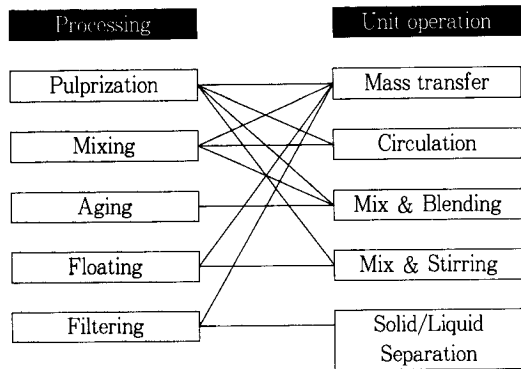 Processing
Unit operation
Pulprization
Mass transfer
Mixing
Circulation
Aging
Mix & Blending
Floating
Mix & Stirring
Filtering
Solid/Liquid
Separation